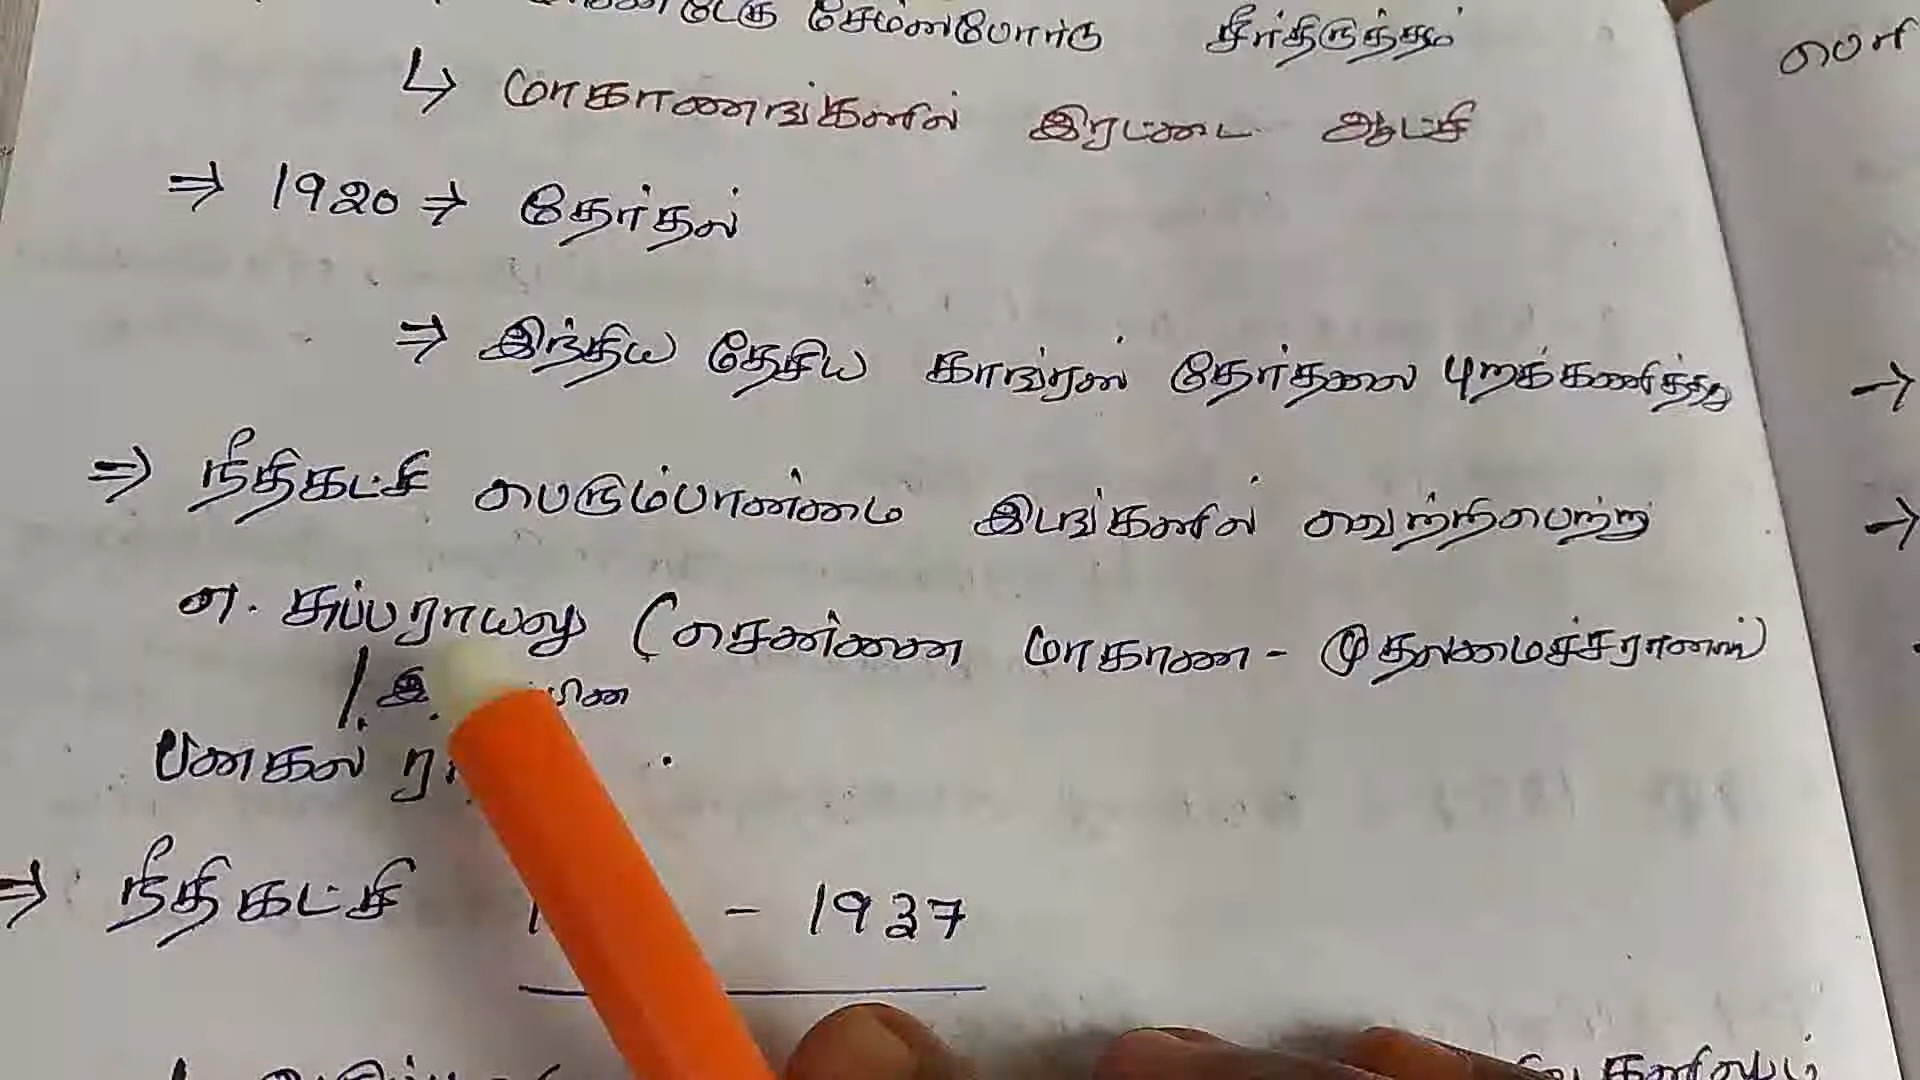 சேம்ஸ்போர்டு சீர்திருத்தம்
↳ மாகாணங்களில் இரட்டை ஆட்சி
⇒ 1920 ⇒ தேர்தல்
⇒ இந்திய தேசிய காங்ரஸ் தேர்தலை புறக்கணித்தது
⇒ நீதிகட்சி பெரும்பான்மை இடங்களில் வெற்றிபெற்று
எ. சுப்பராயலு (சென்னை மாகாண - முதலமைச்சரானார்)
பனகல்
⇒ நீதி கட்சி - 1937